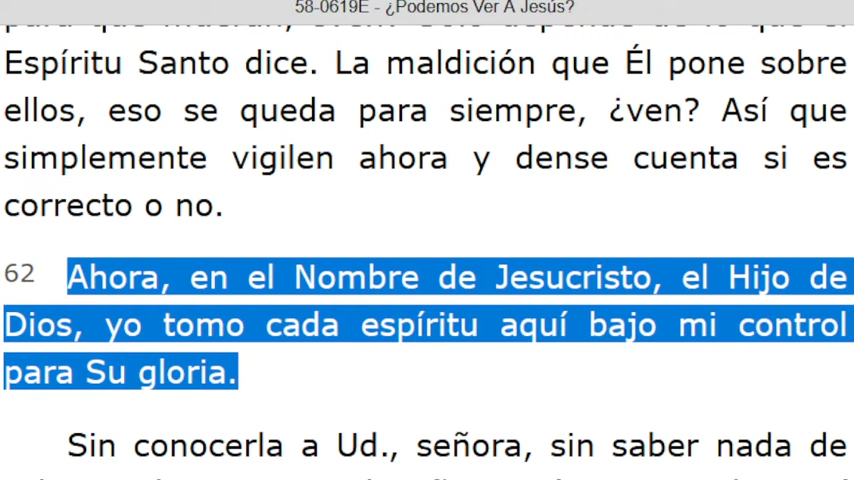 58-0619E - ¿Podemos Ver A Jesús?
Espíritu Santo dice. La maldición que Él pone sobre
ellos, eso se queda para siempre, ¿ven? Así que
simplemente vigilen ahora y dense cuenta si es
correcto o no.
62 Ahora, en el Nombre de Jesucristo, el Hijo de
Dios, yo tomo cada espíritu aquí bajo mi control
para Su gloria.
Sin conocerla a Ud., señora, sin saber nada de